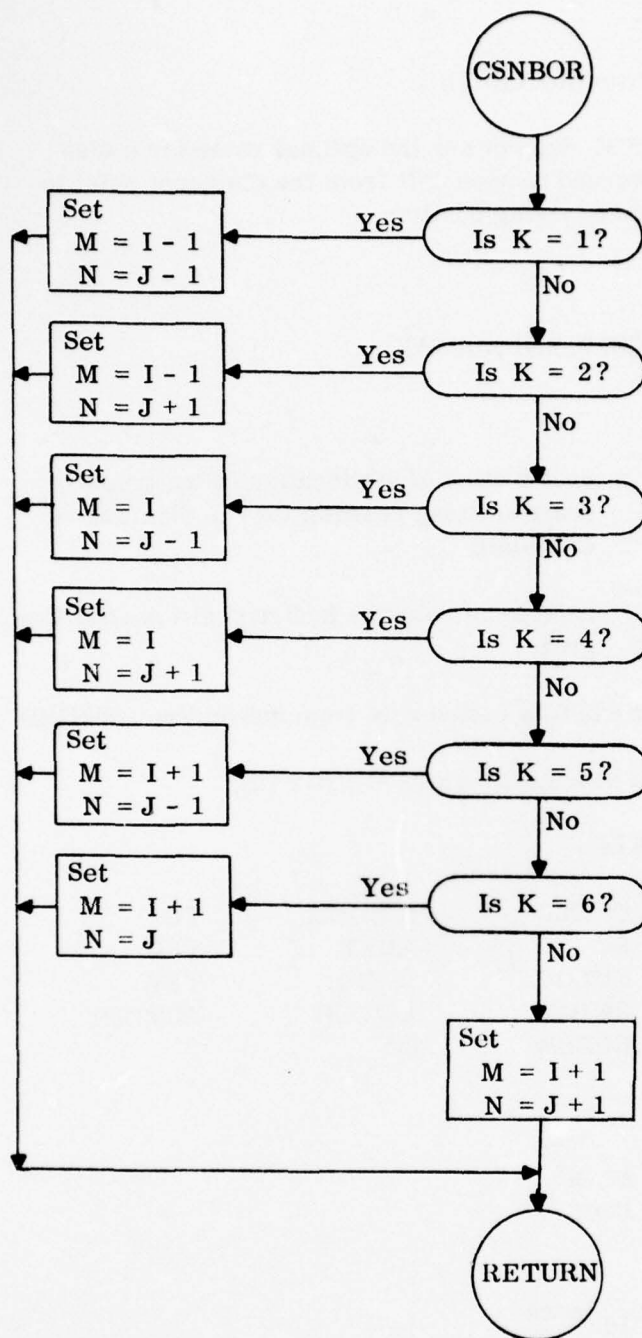 CSNBOR
Is K = 1?
Yes
Set
M = I - 1
N = J - 1
No
Is K = 2?
Yes
Set
M = I - 1
N = J + 1
No
Is K = 3?
Yes
Set
M = I
N = J - 1
No
Is K = 4?
Yes
Set
M = I
N = J + 1
No
Is K = 5?
Yes
Set
M = I + 1
N = J - 1
No
Is K = 6?
Yes
Set
M = I + 1
N = J
No
Set
M = I + 1
N = J + 1
RETURN